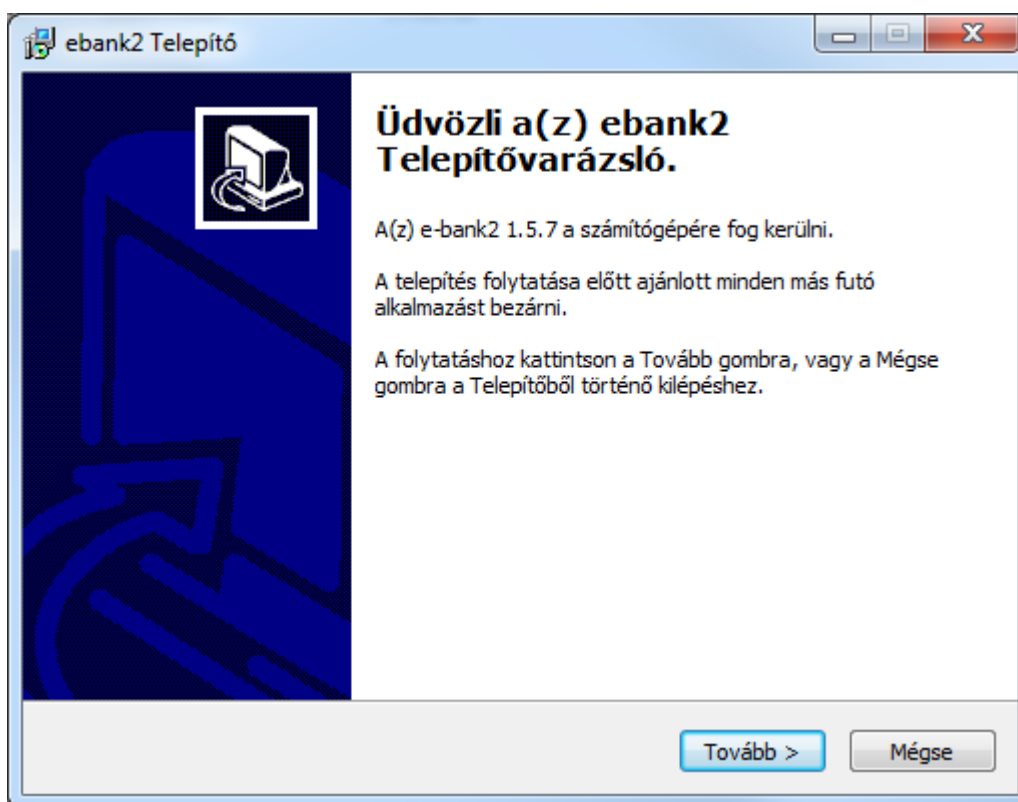 ebank2 Telepítő
Üdvözli a(z) ebank2
Telepítővarázsló.
A(z) e-bank2 1.5.7 a számítógépére fog kerülni.
A telepítés folytatása előtt ajánlott minden más futó
alkalmazást bezárni.
A folytatáshoz kattintson a Tovább gombra, vagy a Mégse
gombra a Telepítőből történő kilépéshez.
Tovább >
Mégse